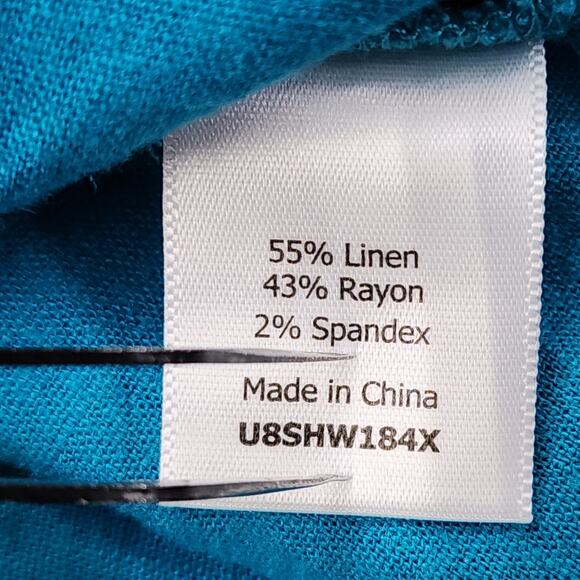 55% Linen
43% Rayon
2% Spandex
Made in China
U8SHW184X